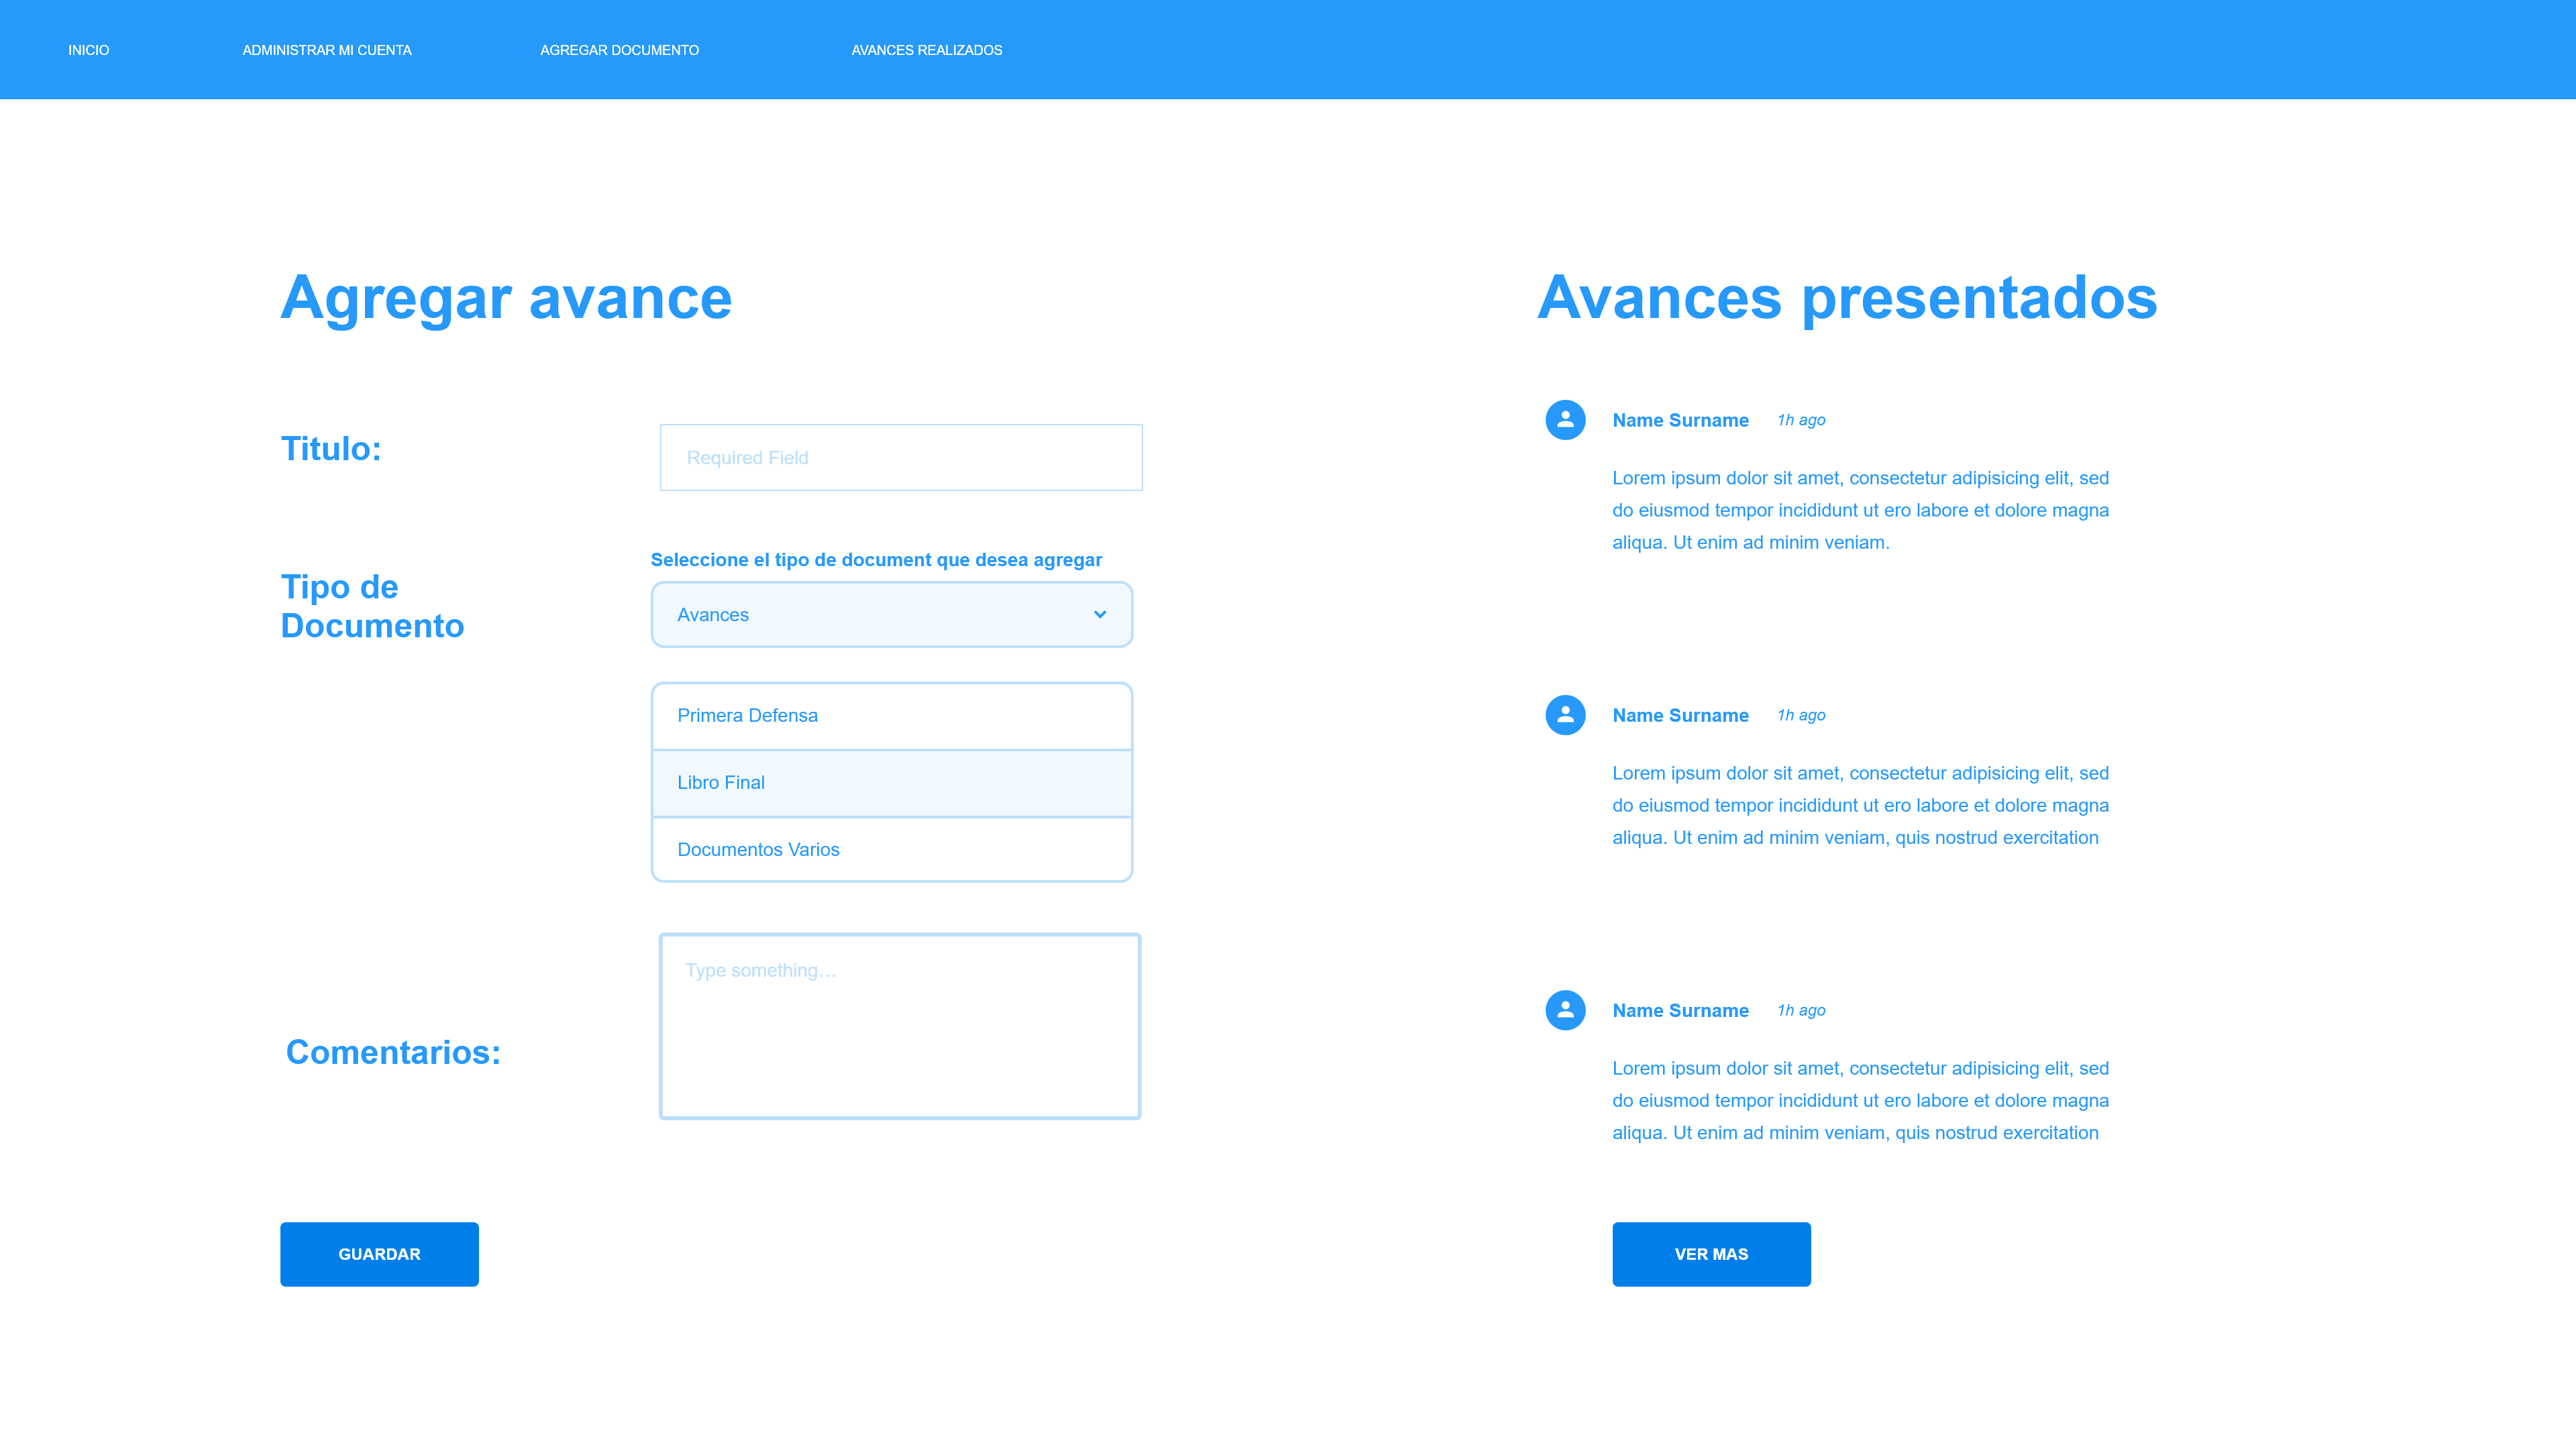 INICIO
ADMINISTRAR MI CUENTA
AGREGAR DOCUMENTO
AVANCES REALIZADOS
Agregar avance
Titulo:
Required Field
Tipo de
Documento
Seleccione el tipo de document que desea agregar
Avances
Primera Defensa
Libro Final
Documentos Varios
Comentarios:
Type something…
GUARDAR
Avances presentados
Name Surname 1h ago
Lorem ipsum dolor sit amet, consectetur adipisicing elit, sed
do eiusmod tempor incididunt ut ero labore et dolore magna
aliqua. Ut enim ad minim veniam.
Name Surname 1h ago
Lorem ipsum dolor sit amet, consectetur adipisicing elit, sed
do eiusmod tempor incididunt ut ero labore et dolore magna
aliqua. Ut enim ad minim veniam, quis nostrud exercitation
Name Surname 1h ago
Lorem ipsum dolor sit amet, consectetur adipisicing elit, sed
do eiusmod tempor incididunt ut ero labore et dolore magna
aliqua. Ut enim ad minim veniam, quis nostrud exercitation
VER MAS